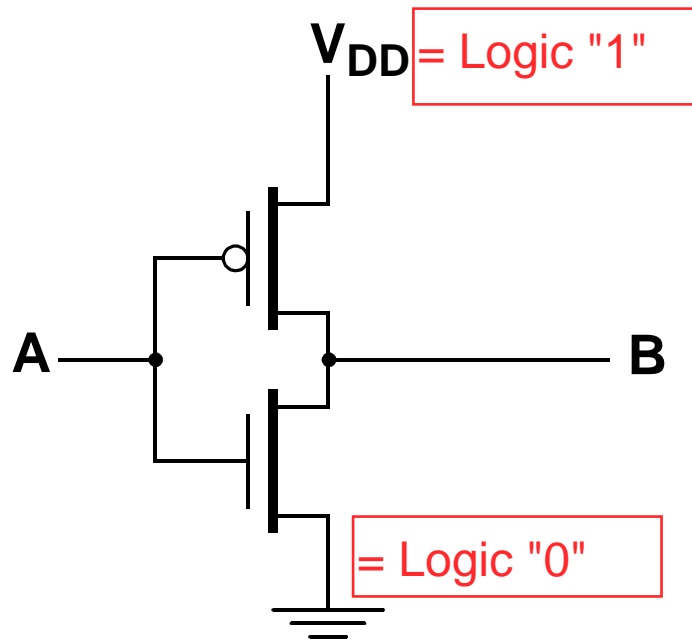 VDD = Logic "1"
A
B
= Logic "0"